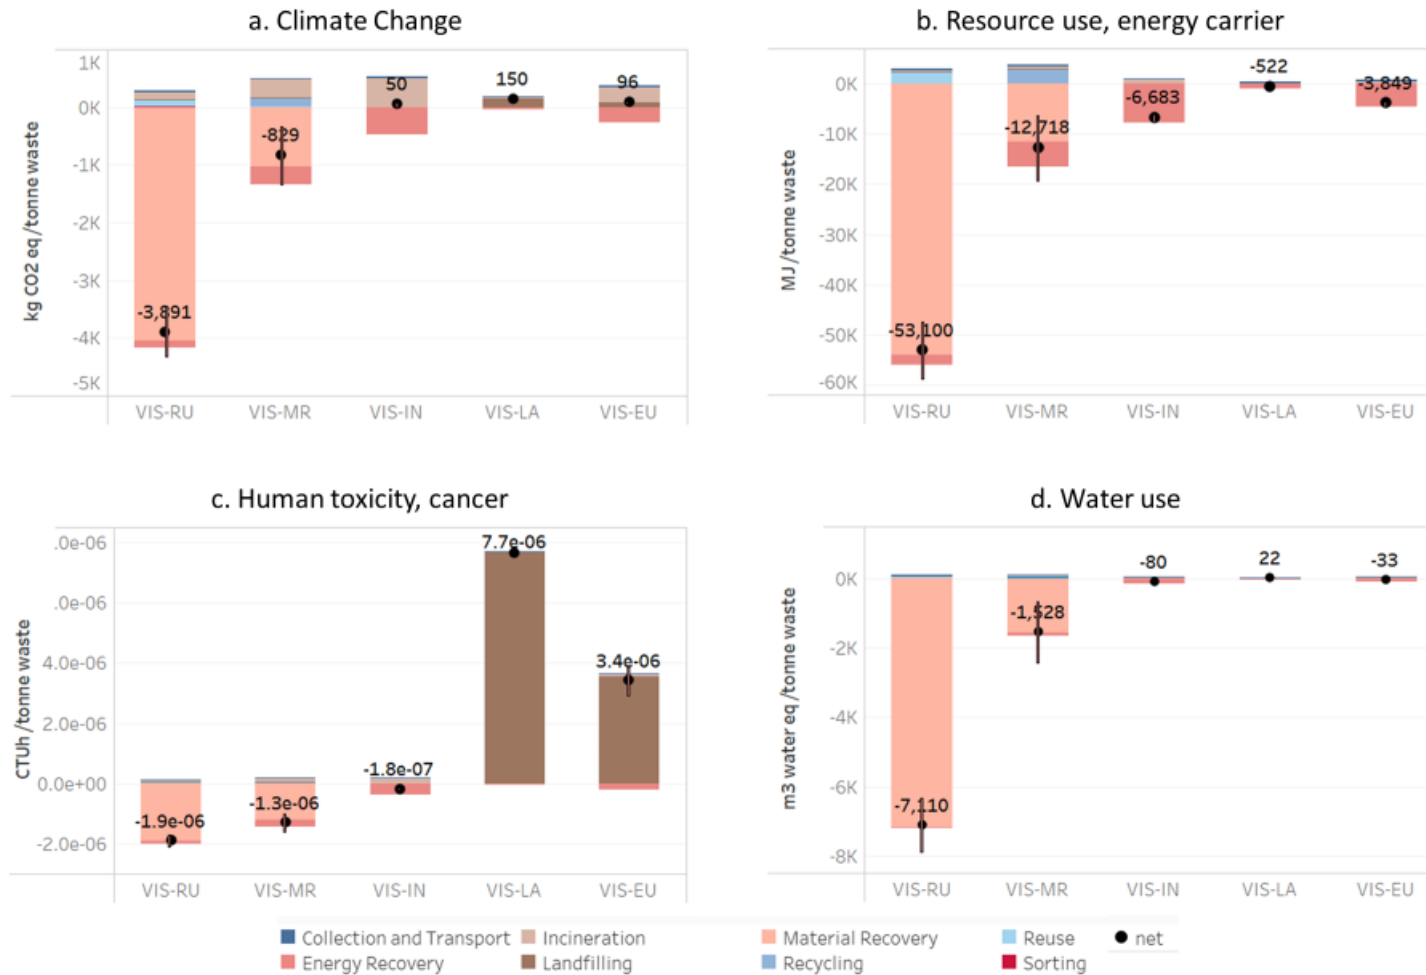 a. Climate Change
kg CO2 eq/tonne waste
1K
0K
-1K
-2K
-3K
-4K
-5K
-3,891
-829
50
150
96
VIS-RU VIS-MR VIS-IN VIS-LA VIS-EU
b. Resource use, energy carrier
MJ/tonne waste
0K
-10K
-20K
-30K
-40K
-50K
-60K
-53,100
-12,718
-6,683
-522
-3,849
VIS-RU VIS-MR VIS-IN VIS-LA VIS-EU
c. Human toxicity, cancer
CTUh/tonne waste
.0e-06
.0e-06
4.0e-06
2.0e-06
0.0e+00
-2.0e-06
-1.9e-06
-1.3e-06
-1.8e-07
7.7e-06
3.4e-06
VIS-RU VIS-MR VIS-IN VIS-LA VIS-EU
d. Water use
m3 water eq/tonne waste
0K
-2K
-4K
-6K
-8K
-7,110
-1,528
-80
22
-33
VIS-RU VIS-MR VIS-IN VIS-LA VIS-EU
Collection and Transport Incineration Material Recovery Reuse net
Energy Recovery Landfilling Recycling Sorting